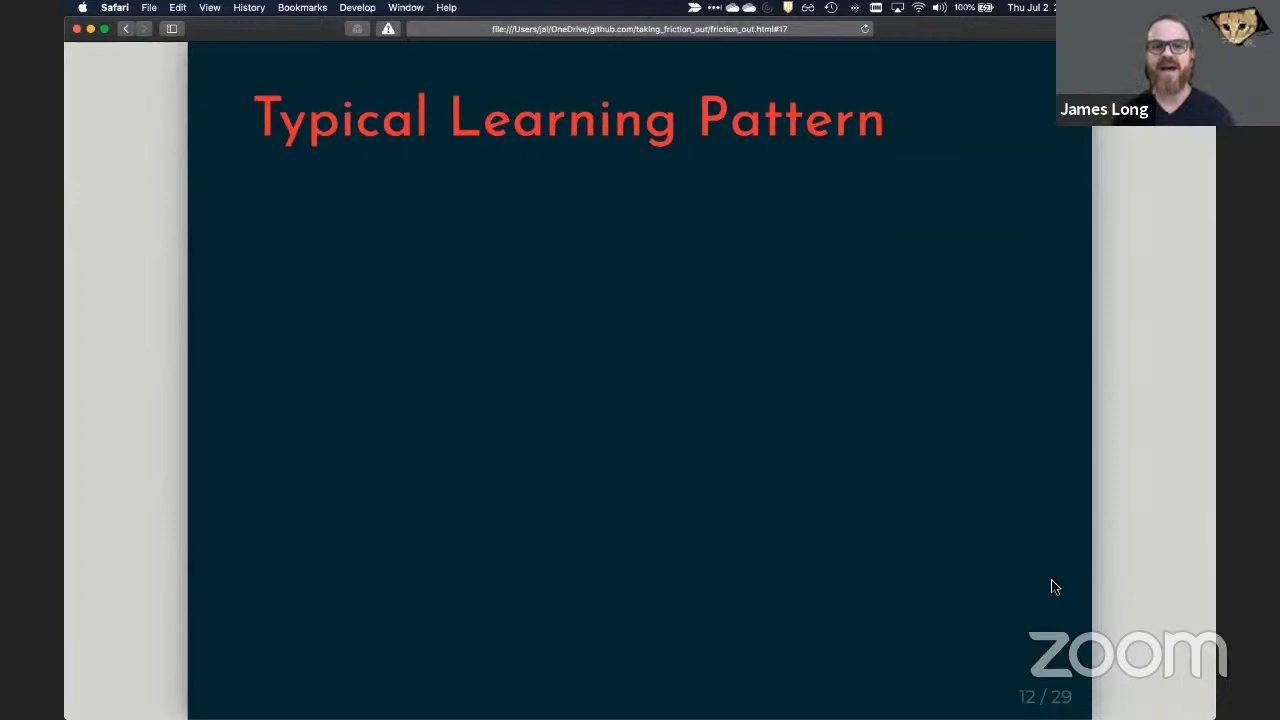 Safari File Edit View History Bookmarks Develop Window Help 100% Thu Jul 2
file:///Users/jal/OneDrive/github.com/taking_friction_out/friction_out.html#17
James Long
Typical Learning Pattern
zoom
12 / 29